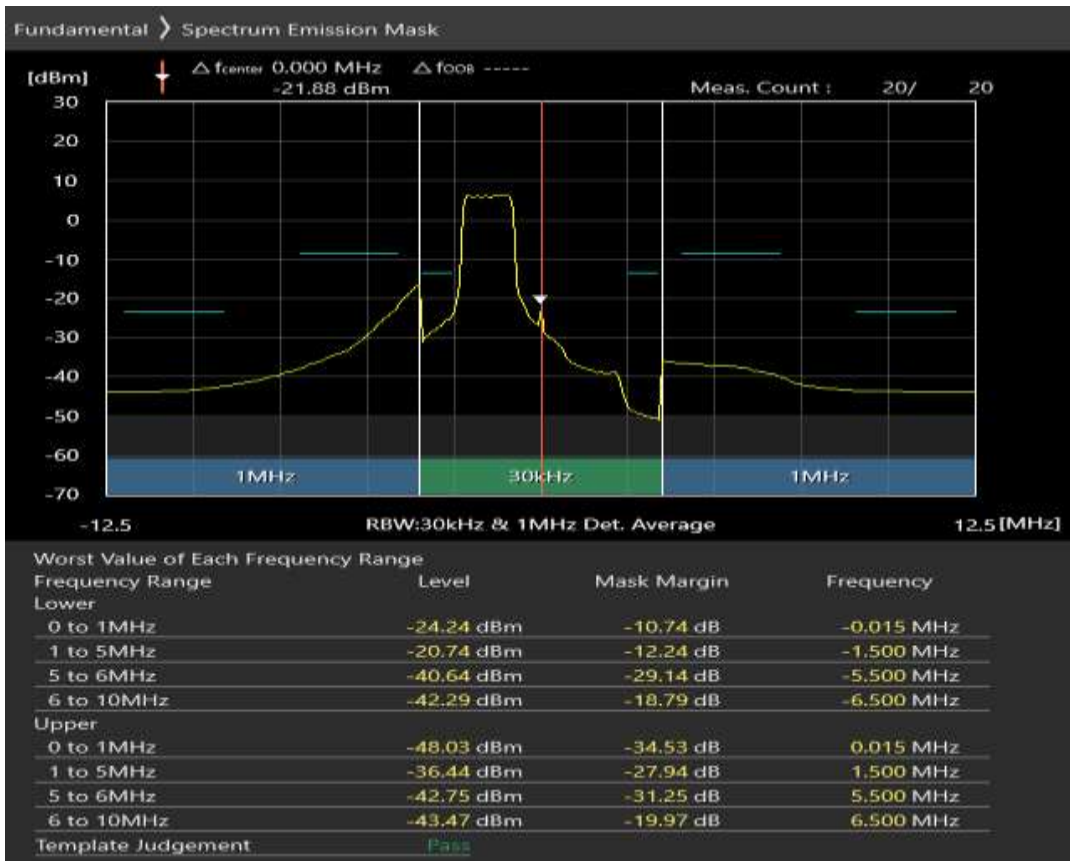 Fundamental ❯ Spectrum Emission Mask
[dBm] △ fcenter 0.000 MHz △ fOOB -----
-21.88 dBm Meas. Count : 20/ 20
30
20
10
0
-10
-20
-30
-40
-50
-60
1MHz 30kHz 1MHz
-70
-12.5 RBW:30kHz & 1MHz Det. Average 12.5 [MHz]
Worst Value of Each Frequency Range
Frequency Range Level Mask Margin Frequency
Lower
0 to 1MHz -24.24 dBm -10.74 dB -0.015 MHz
1 to 5MHz -20.74 dBm -12.24 dB -1.500 MHz
5 to 6MHz -40.64 dBm -29.14 dB -5.500 MHz
6 to 10MHz -42.29 dBm -18.79 dB -6.500 MHz
Upper
0 to 1MHz -48.03 dBm -34.53 dB 0.015 MHz
1 to 5MHz -36.44 dBm -27.94 dB 1.500 MHz
5 to 6MHz -42.75 dBm -31.25 dB 5.500 MHz
6 to 10MHz -43.47 dBm -19.97 dB 6.500 MHz
Template Judgement Pass